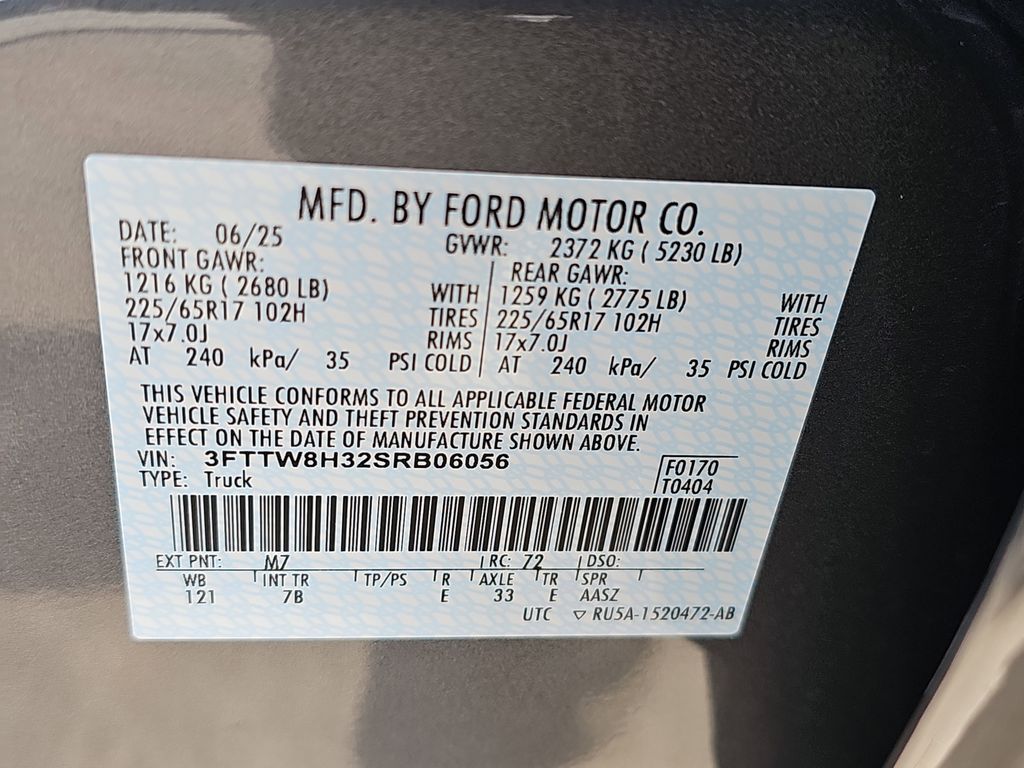 MFD. BY FORD MOTOR CO.
DATE: 06/25 GVWR: 2372 KG ( 5230 LB)
FRONT GAWR: REAR GAWR:
1216 KG ( 2680 LB) WITH 1259 KG ( 2775 LB) WITH
225/65R17 102H TIRES 225/65R17 102H TIRES
17x7.0J RIMS 17x7.0J RIMS
AT 240 kPa/ 35 PSI COLD AT 240 kPa/ 35 PSI COLD
THIS VEHICLE CONFORMS TO ALL APPLICABLE FEDERAL MOTOR
VEHICLE SAFETY AND THEFT PREVENTION STANDARDS IN
EFFECT ON THE DATE OF MANUFACTURE SHOWN ABOVE.
VIN: 3FTTW8H32SRB06056 F0170
TYPE: Truck T0404
EXT PNT: M7 RC: 72 DSO:
WB INT TR TP/PS R AXLE TR SPR
121 7B E 33 E AASZ
UTC ▽ RU5A-1520472-AB